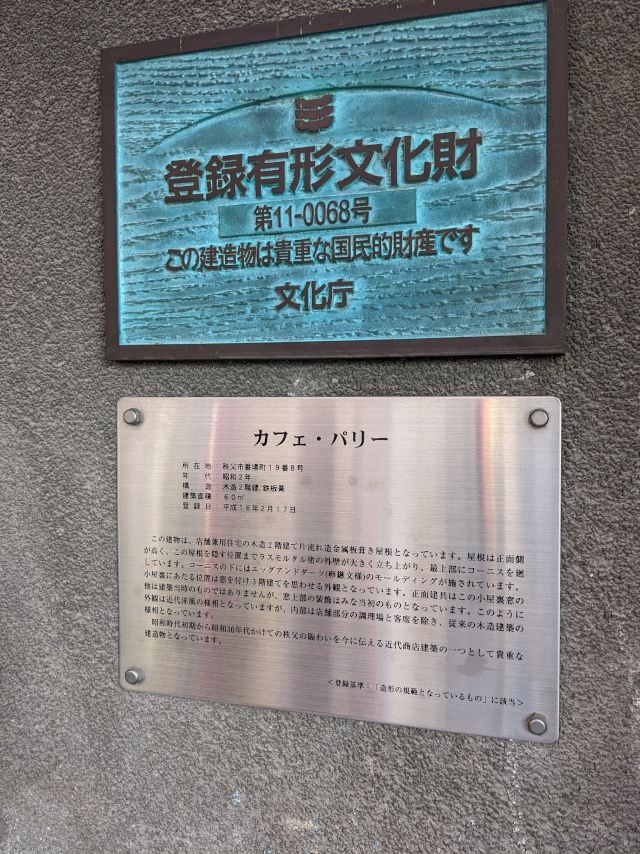 登録有形文化財
第11-0068号
この建造物は貴重な国民的財産です
文化庁
カフェ・パリー
所在地：秩父市番場町19番8号
年代：昭和2年
構造：木造2階建、鉄板葺
建築面積：60㎡
登録日：平成16年2月17日
この建物は、店舗兼用住宅の木造2階建て片流れ造金属板葺き屋根となっています。屋根は正面側
が高く、この屋根を隠す位置までラスモルタル塗の外壁が大きく立ち上がり、最上部にコーニスを廻
しています。コーニスの下にはエッグアンドダーツ(卵鏃文様)のモールディングが施されています。
小屋裏にあたる位置は窓を付け3階建てを思わせる外観となっています。正面建具はこの小屋裏窓の
他は建築当時のものではありませんが、窓上部の装飾はみな当初のものとなっています。このように
外観は近代洋風の様相となっていますが、内部は店舗部分の調理場と客席を除き、従来の木造建築の
様相となっています。
昭和時代初期から昭和30年代かけての秩父の賑わいを今に伝える近代商店建築の一つとして貴重な
建造物となっています。
＜登録基準：「造形の規範となっているもの」に該当＞